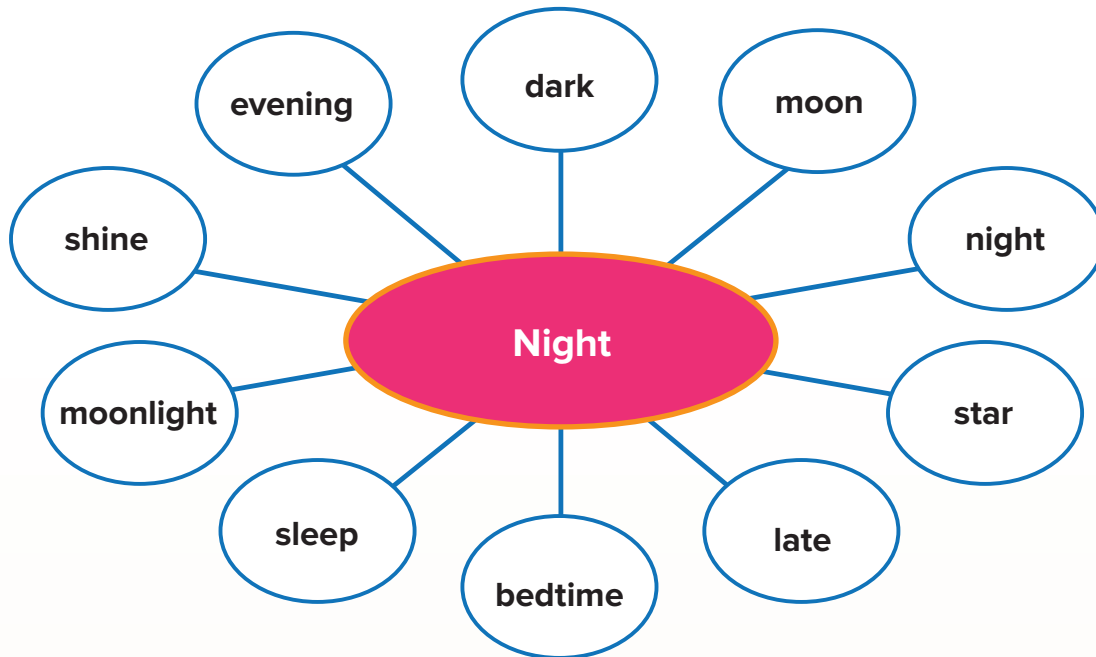 dark
evening
moon
shine
night
Night
moonlight
star
sleep
late
bedtime